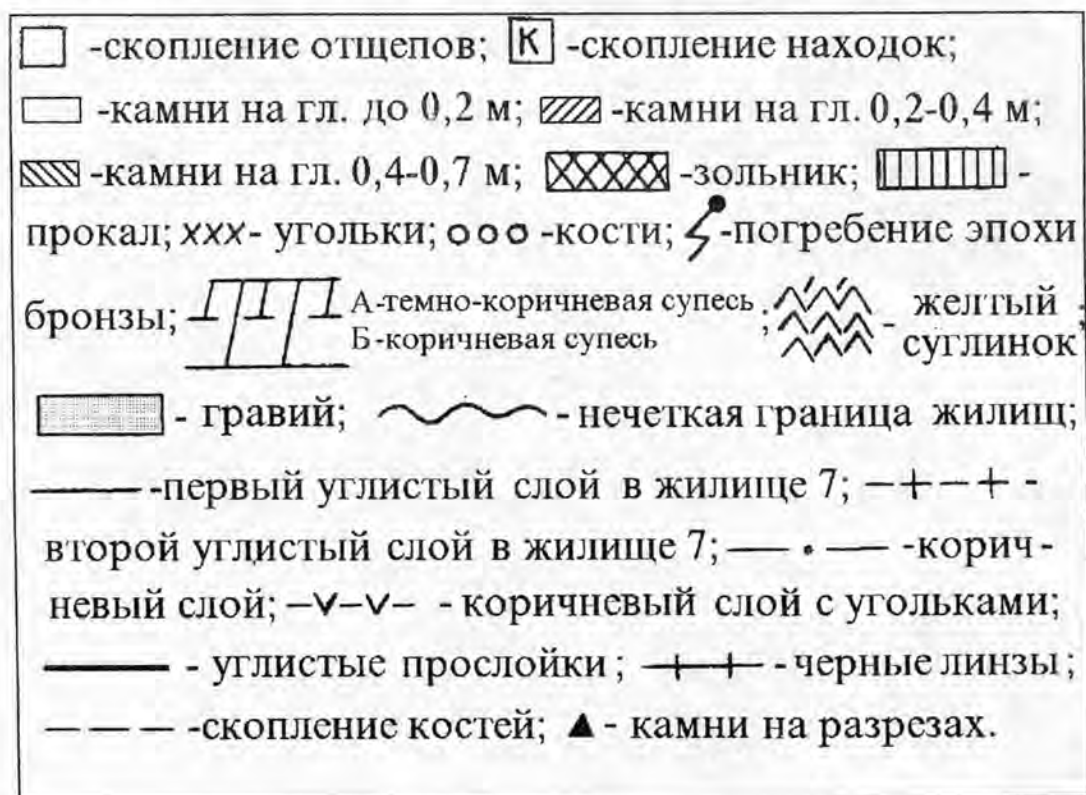 -скопление отщепов; К -скопление находок;
-камни на гл. до 0,2 м; -камни на гл. 0,2-0,4 м;
-камни на гл. 0,4-0,7 м; -зольник; -
прокал; xxx- угольки; ооо -кости; -погребение эпохи
бронзы; А-темно-коричневая супесь ; - желтый ;
Б-коричневая супесь суглинок
- гравий; - нечеткая граница жилищ;
-первый углистый слой в жилище 7; —+—+ -
второй углистый слой в жилище 7; — • — -корич-
невый слой; –v–v– - коричневый слой с угольками;
- углистые прослойки; - черные линзы;
— — — -скопление костей; ▲ - камни на разрезах.